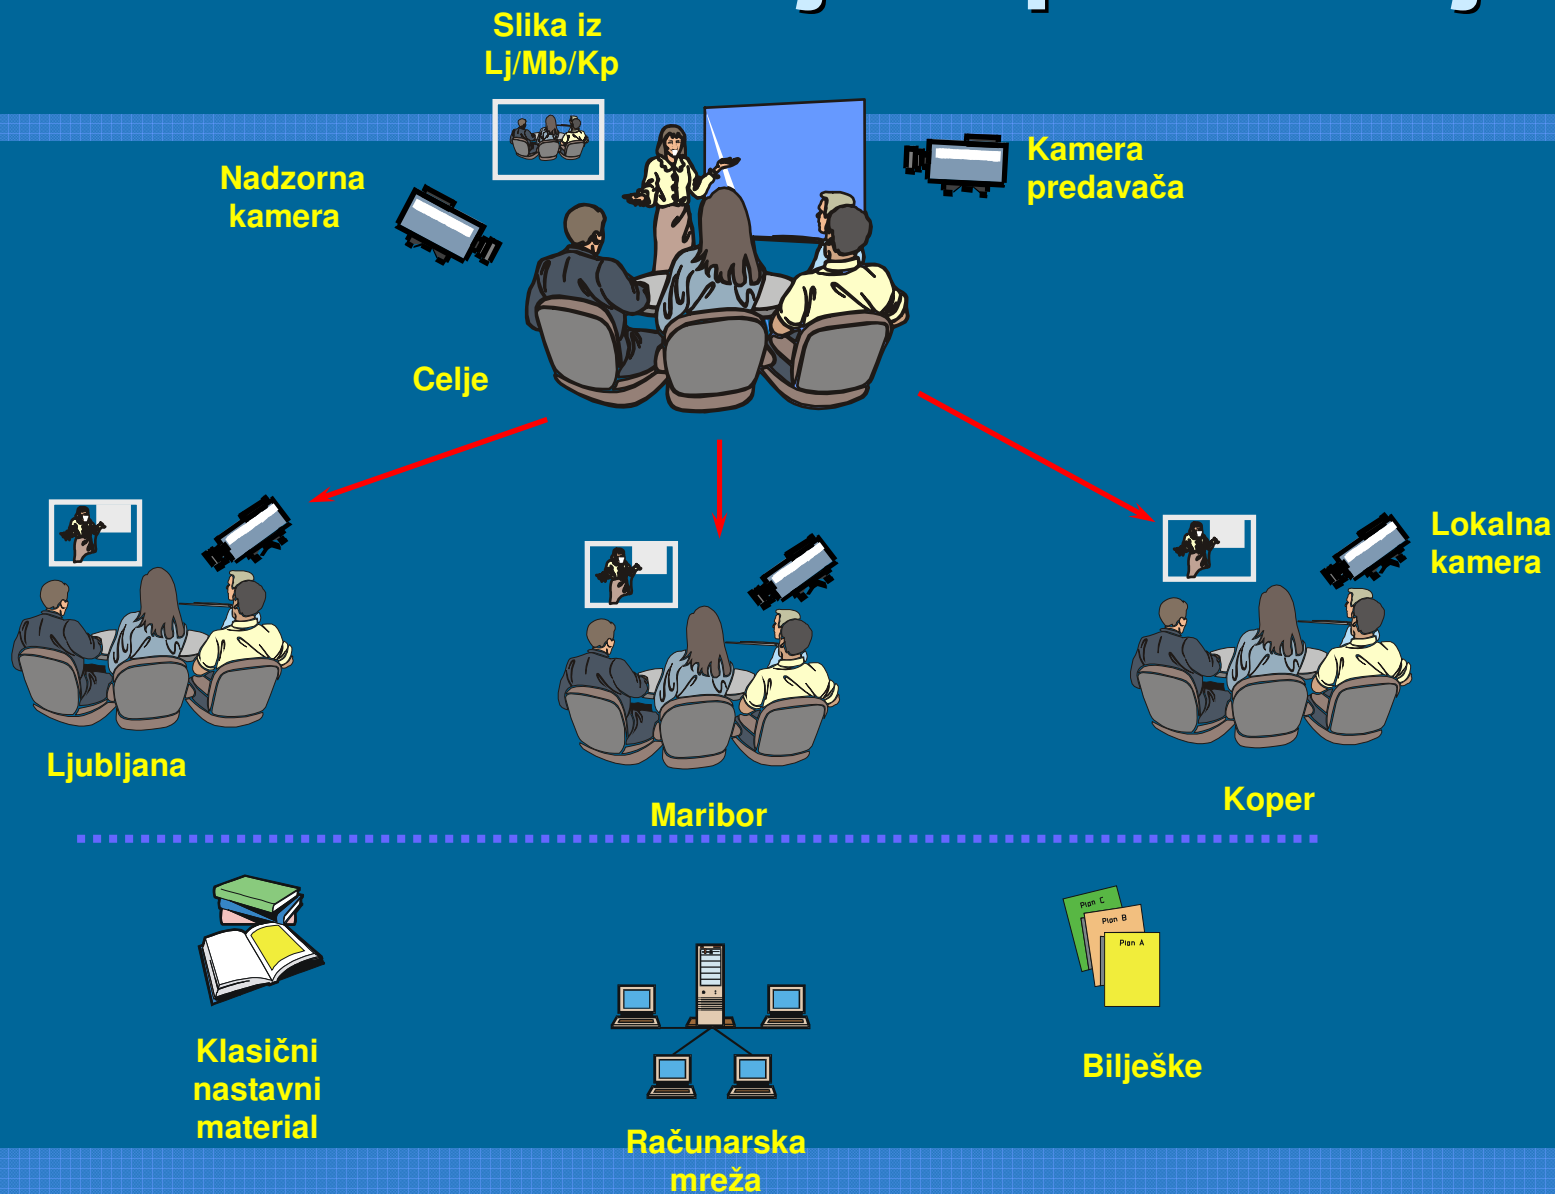 Slika iz
Lj/Mb/Kp
Nadzorna
kamera
Kamera
predavača
Celje
Lokalna
kamera
Ljubljana
Maribor
Koper
Plan C
Plan B
Plan A
Klasični
nastavni
material
Računarska
mreža
Bilješke